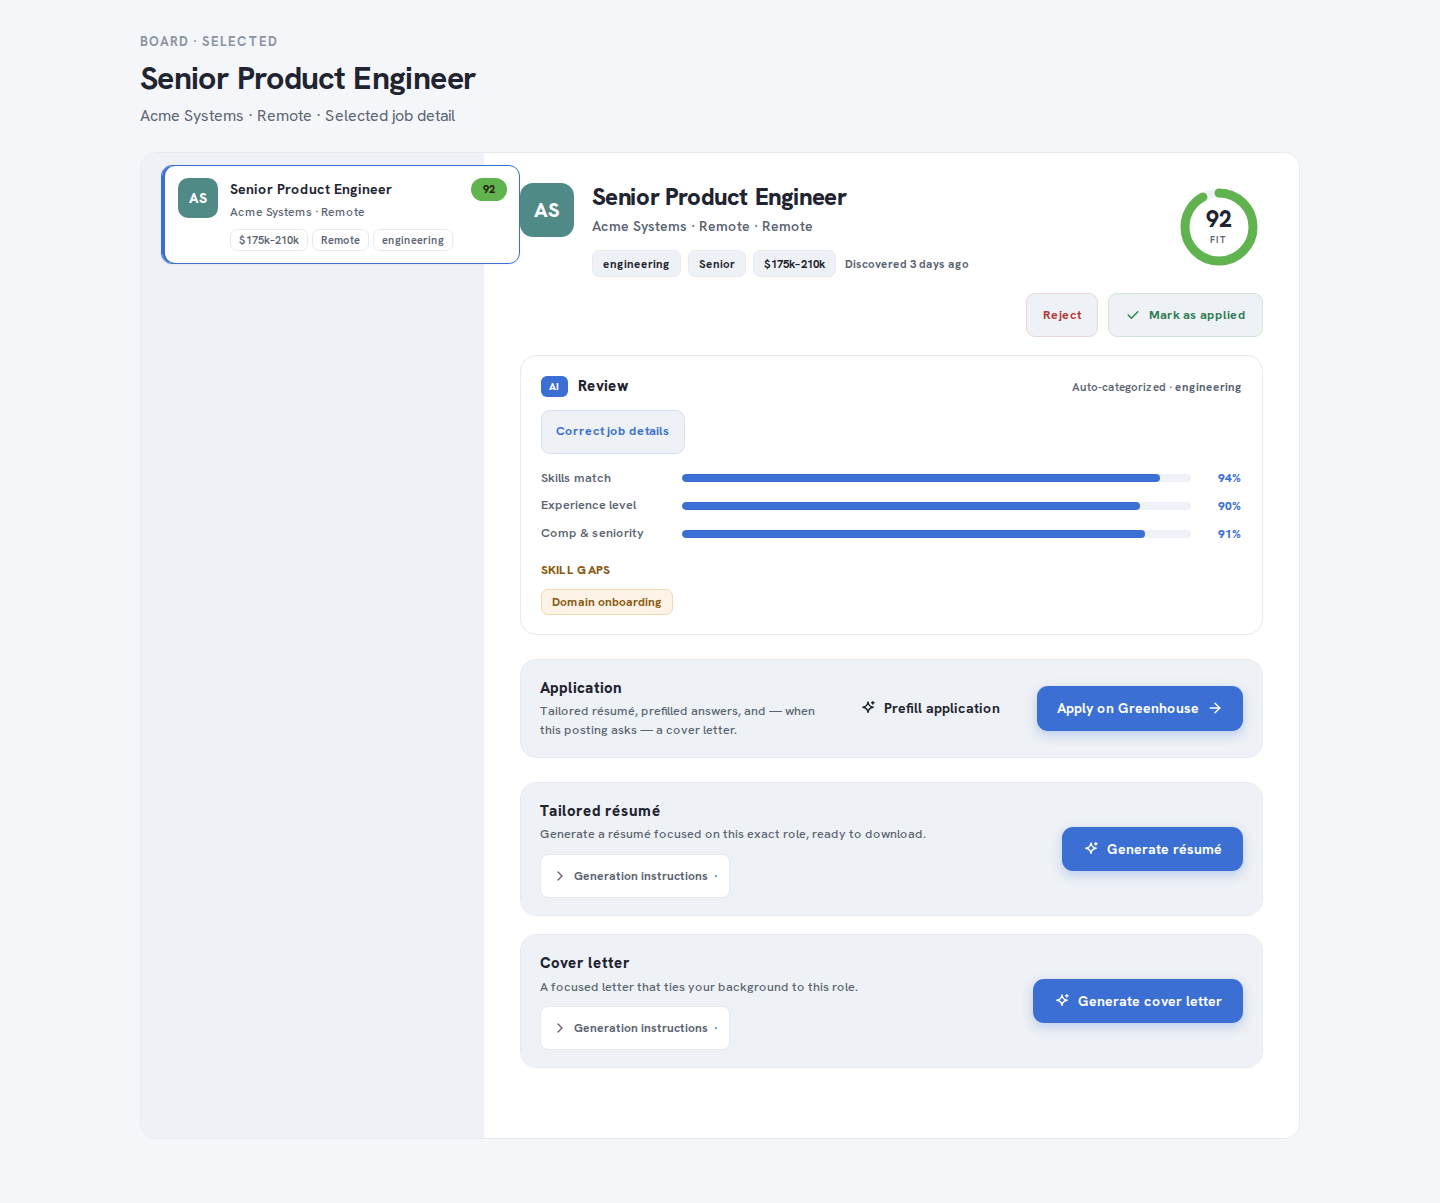 BOARD · SELECTED
Senior Product Engineer
Acme Systems · Remote · Selected job detail
AS
Senior Product Engineer
92
Acme Systems · Remote
$175k–210k
Remote
engineering
AS
Senior Product Engineer
Acme Systems · Remote · Remote
engineering
Senior
$175k–210k
Discovered 3 days ago
92
FIT
Reject
Mark as applied
AI
Review
Auto-categorized · engineering
Correct job details
Skills match
94%
Experience level
90%
Comp & seniority
91%
SKILL GAPS
Domain onboarding
Application
Tailored résumé, prefilled answers, and — when
this posting asks — a cover letter.
Prefill application
Apply on Greenhouse
Tailored résumé
Generate a résumé focused on this exact role, ready to download.
Generation instructions ·
Generate résumé
Cover letter
A focused letter that ties your background to this role.
Generation instructions ·
Generate cover letter